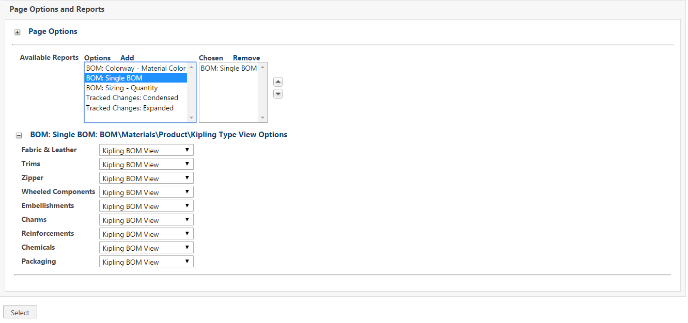 Page Options and Reports
Page Options
Available Reports Options Add Chosen Remove
BOM: Colorway - Material Color BOM: Single BOM
BOM: Single BOM
BOM: Sizing - Quantity
Tracked Changes: Condensed
Tracked Changes: Expanded
BOM: Single BOM: BOM\Materials\Product\Kipling Type View Options
Fabric & Leather Kipling BOM View
Trims Kipling BOM View
Zipper Kipling BOM View
Wheeled Components Kipling BOM View
Embellishments Kipling BOM View
Charms Kipling BOM View
Reinforcements Kipling BOM View
Chemicals Kipling BOM View
Packaging Kipling BOM View
Select